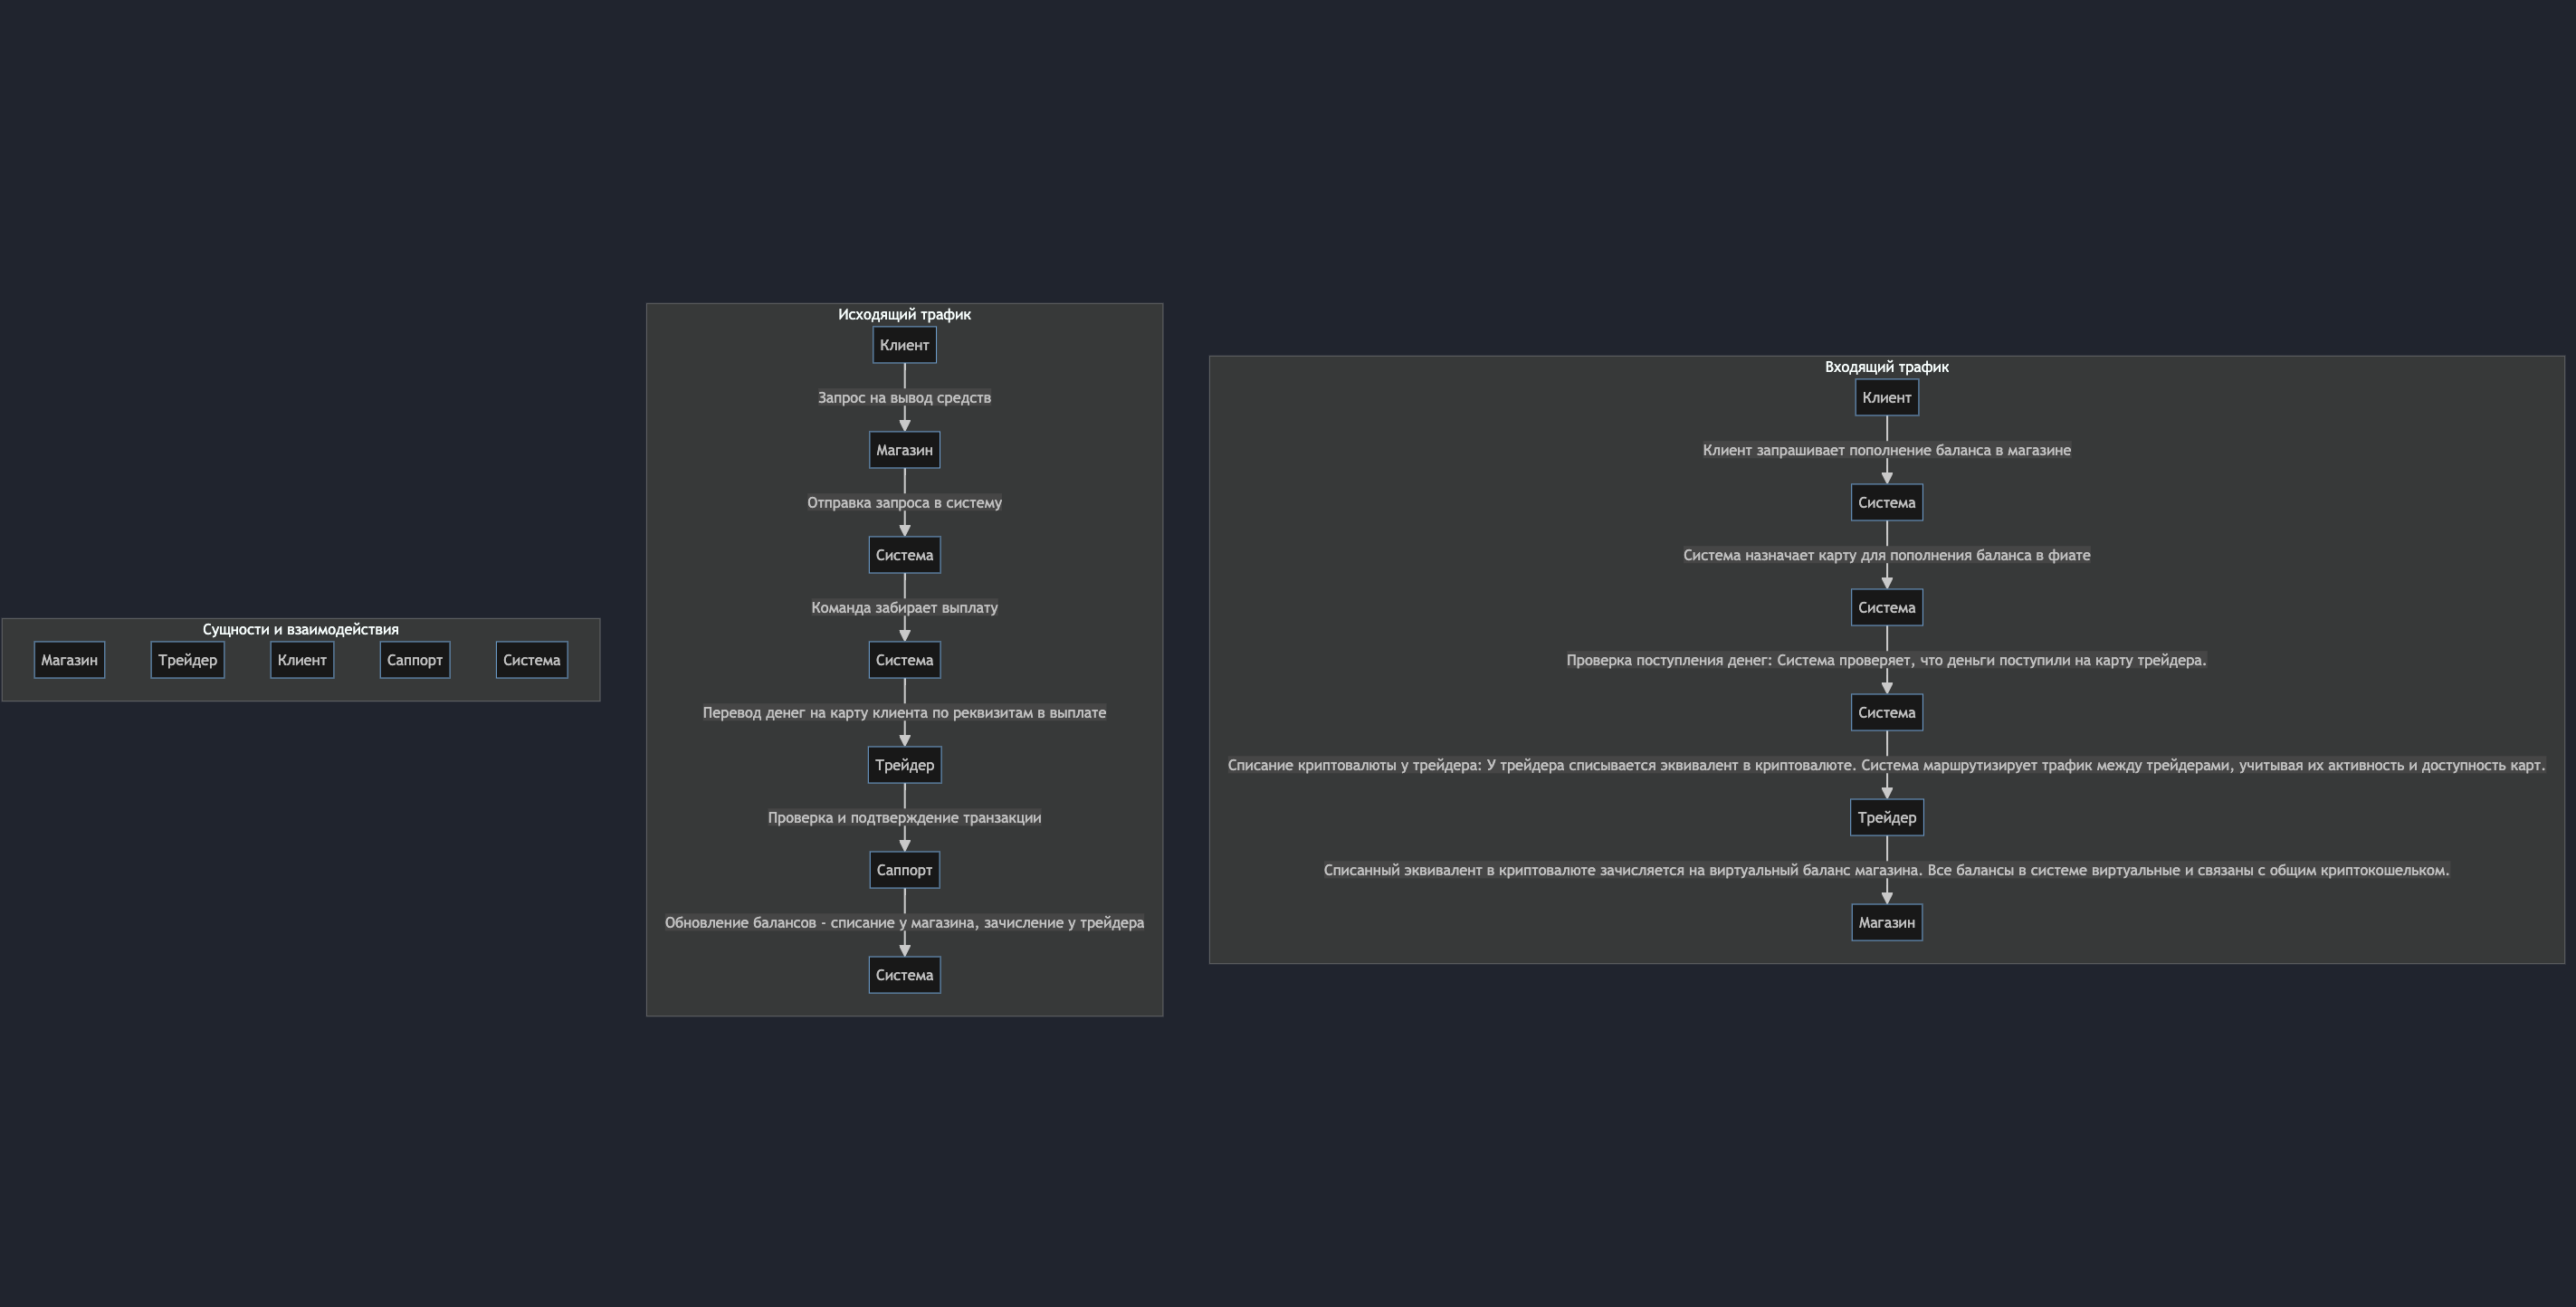 Сущности и взаимодействия
Магазин
Трейдер
Клиент
Саппорт
Система
Исходящий трафик
Клиент
Запрос на вывод средств
Магазин
Отправка запроса в систему
Система
Команда забирает выплату
Система
Перевод денег на карту клиента по реквизитам в выплате
Трейдер
Проверка и подтверждение транзакции
Саппорт
Обновление балансов - списание у магазина, зачисление у трейдера
Система
Входящий трафик
Клиент
Клиент запрашивает пополнение баланса в магазине
Система
Система назначает карту для пополнения баланса в фиате
Система
Проверка поступления денег: Система проверяет, что деньги поступили на карту трейдера.
Система
Списание криптовалюты у трейдера: У трейдера списывается эквивалент в криптовалюте. Система маршрутизирует трафик между трейдерами, учитывая их активность и доступность карт.
Трейдер
Списанный эквивалент в криптовалюте зачисляется на виртуальный баланс магазина. Все балансы в системе виртуальные и связаны с общим криптокошельком.
Магазин